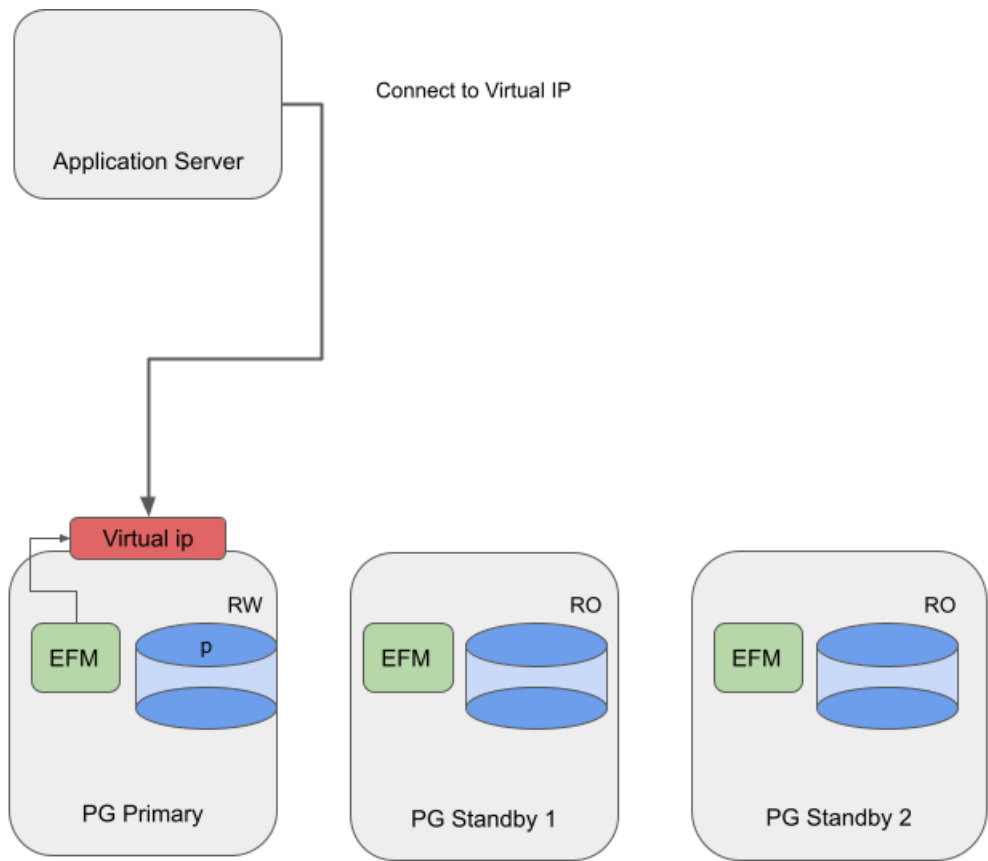 Connect to Virtual IP
Application Server
Virtual ip
RW
EFM
p
PG Primary
RO
EFM
PG Standby 1
RO
EFM
PG Standby 2